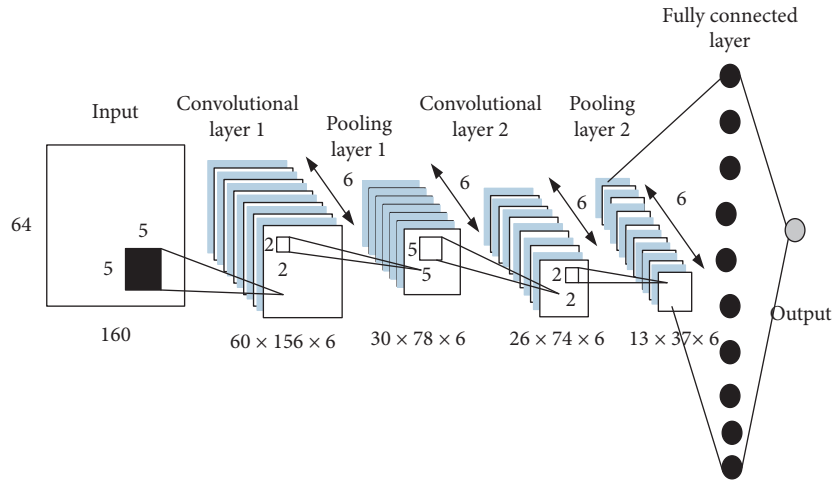 Input
64
5
5
160
Convolutional
layer 1
6
2
2
60 × 156 × 6
Pooling
layer 1
6
5
5
30 × 78 × 6
Convolutional
layer 2
6
2
2
26 × 74 × 6
Pooling
layer 2
6
13 × 37 × 6
Fully connected
layer
Output